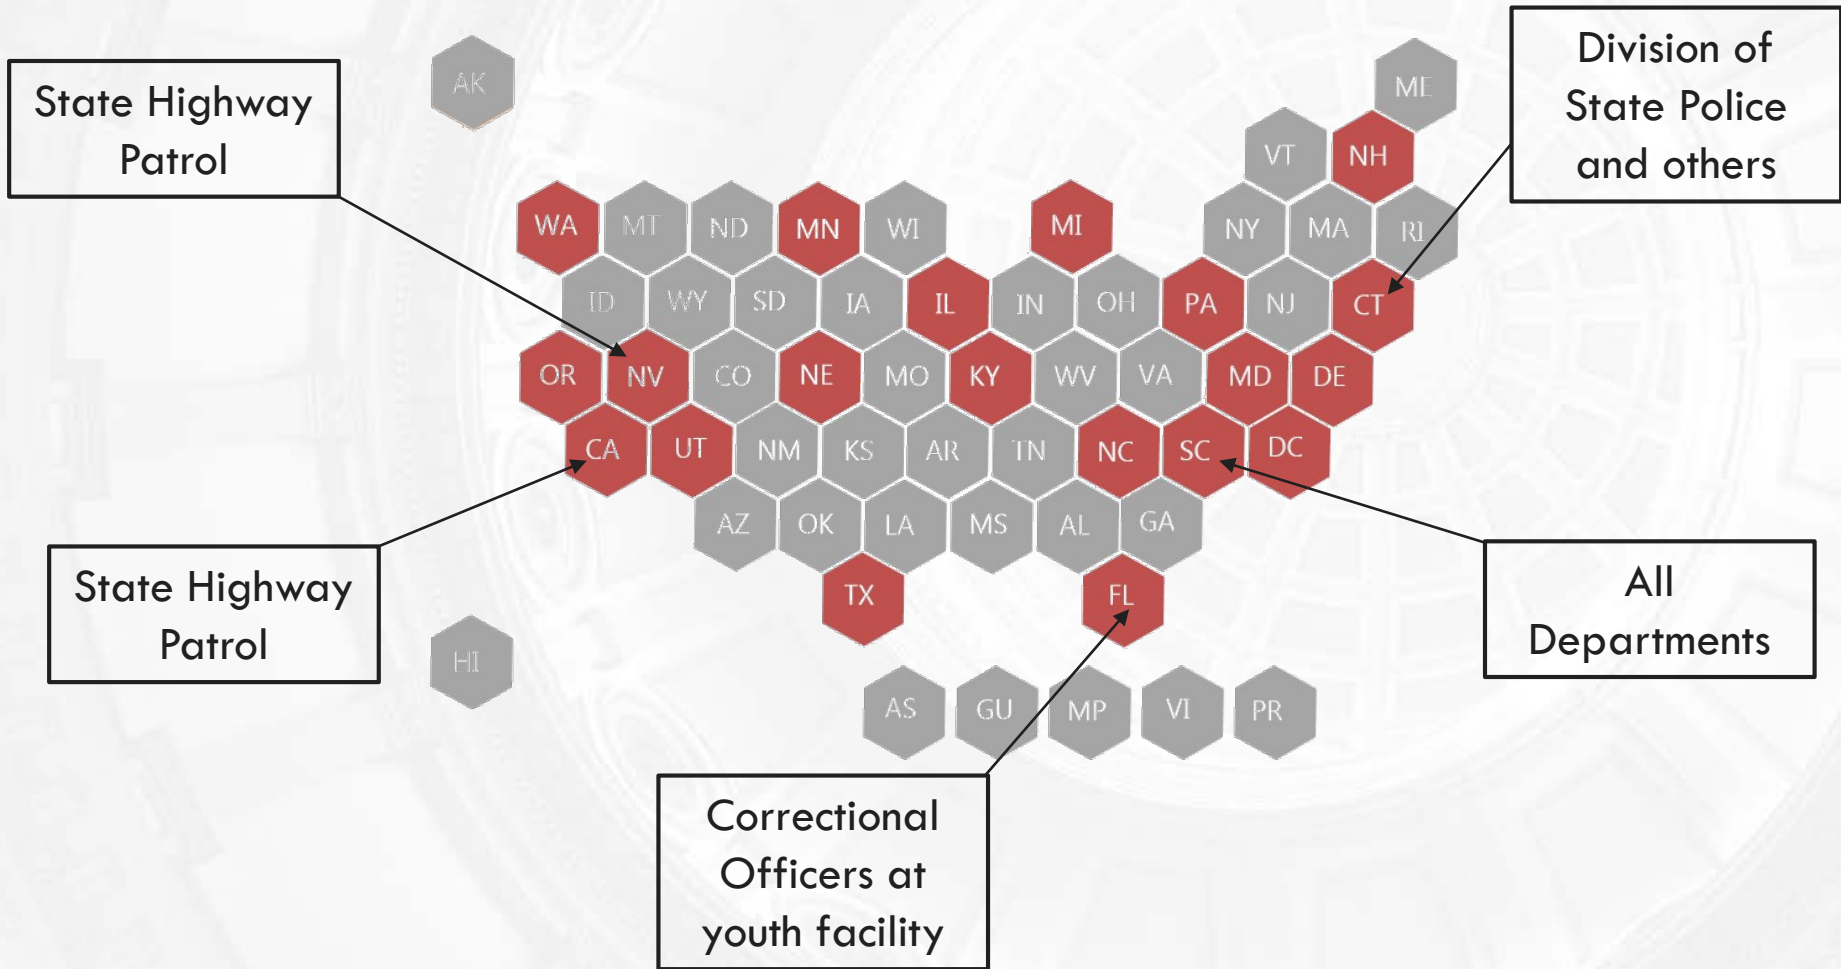 State Highway
Patrol
Division of
State Police
and others
AK
ME
VT NH
WA MT ND MN WI MI NY MA RI
ID WY SD IA IL IN OH PA NJ CT
OR NV CO NE MO KY WV VA MD DE
CA UT NM KS AR TN NC SC DC
AZ OK LA MS AL GA
TX FL
HI
AS GU MP VI PR
State Highway
Patrol
All
Departments
Correctional
Officers at
youth facility